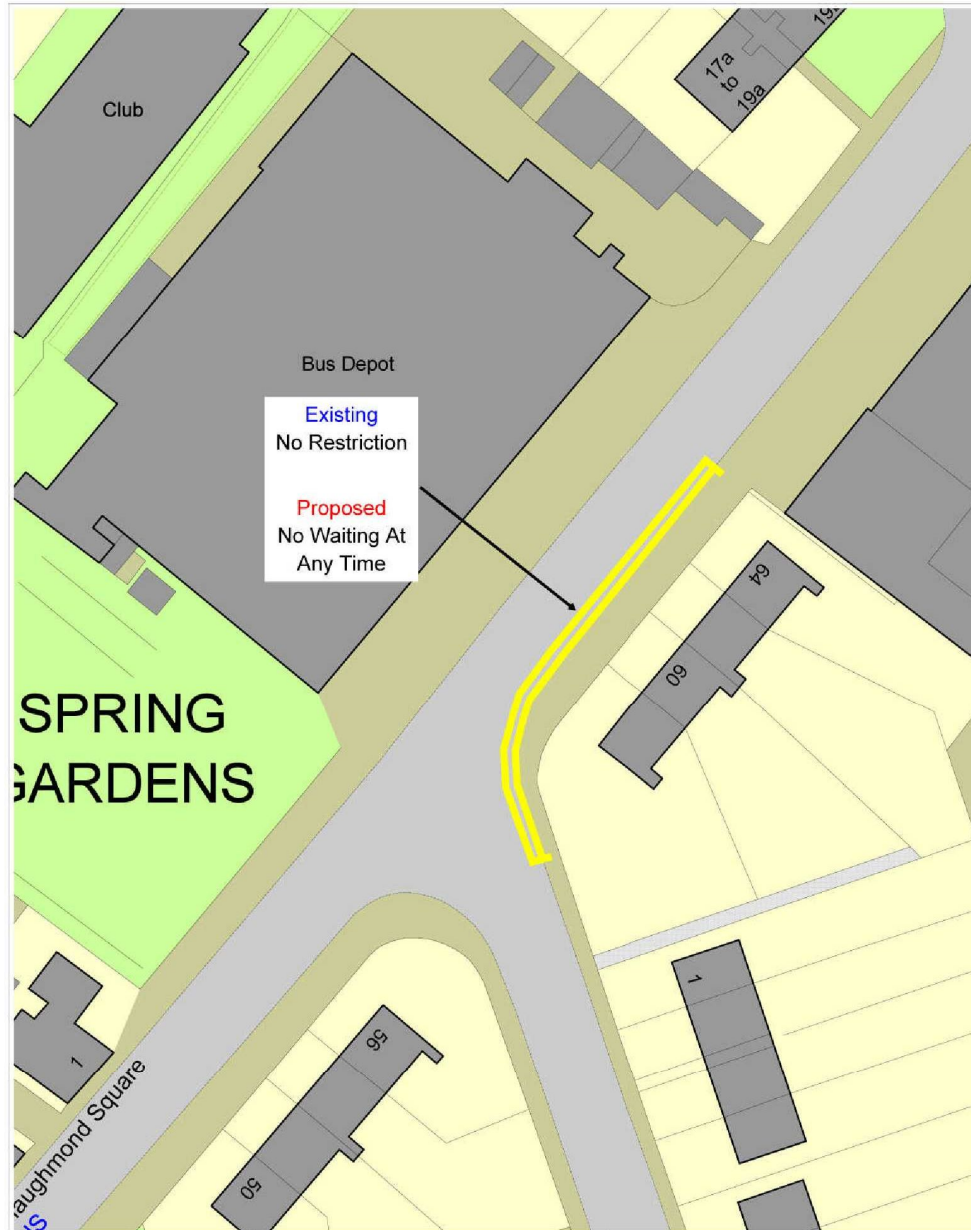 Club
17a
to
19a
Bus Depot
Existing
No Restriction
Proposed
No Waiting At
Any Time
64
60
SPRING
GARDENS
1
56
1
50
aughmond Square